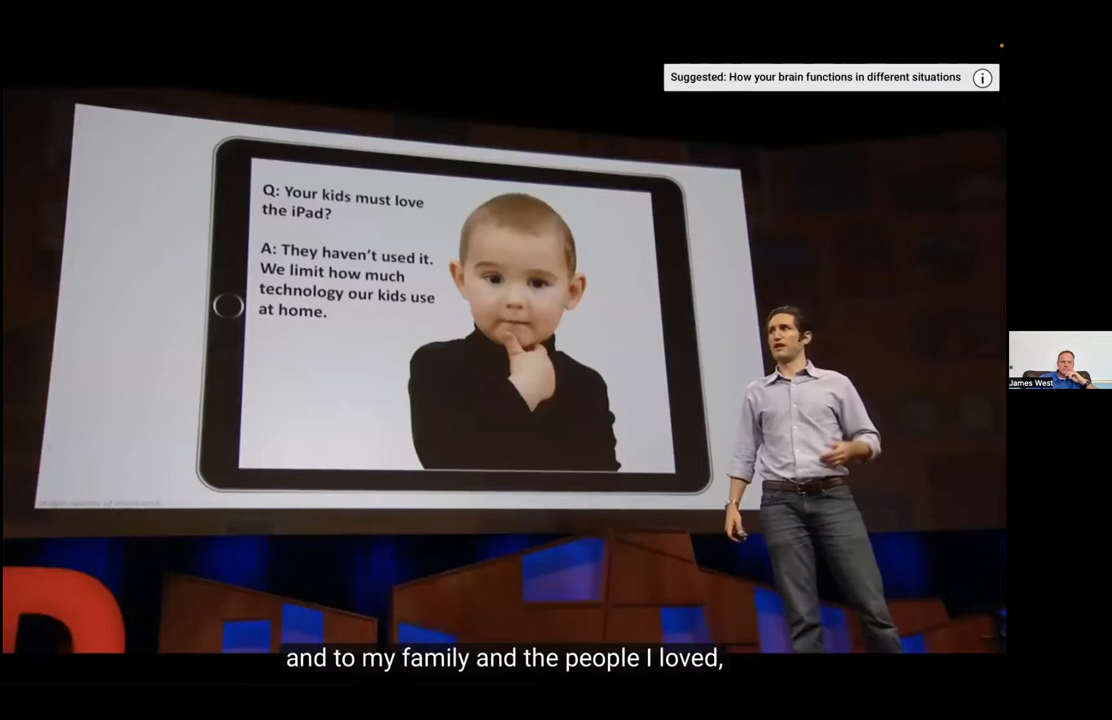 Suggested: How your brain functions in different situations
Q: Your kids must love
the iPad?
A: They haven't used it.
We limit how much
technology our kids use
at home.
James West
and to my family and the people I loved,